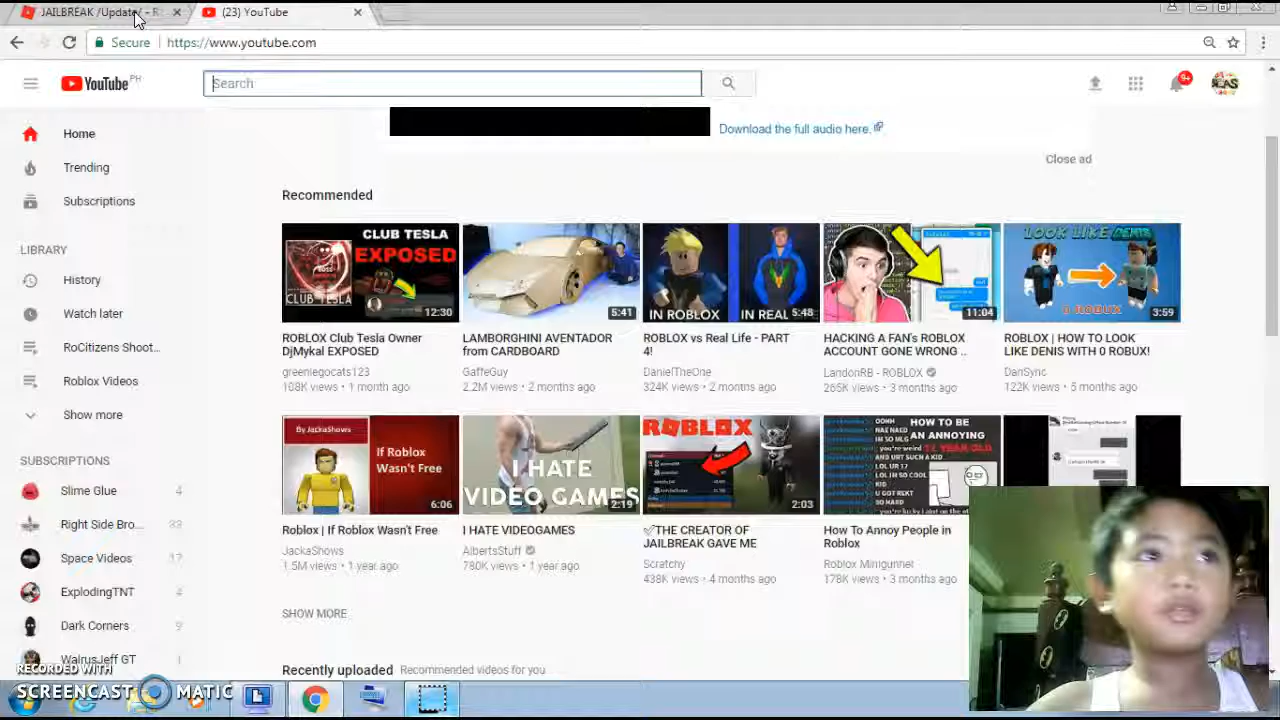 JAILBREAK /Update/ - R
(23) YouTube
Secure https://www.youtube.com
YouTube PH
Search
9+
Download the full audio here.
Close ad
Home
Trending
Subscriptions
LIBRARY
History
Watch later
RoCitizens Shoot...
Roblox Videos
Show more
SUBSCRIPTIONS
Slime Glue 4
Right Side Bro... 33
Space Videos 17
ExplodingTNT 4
Dark Corners 9
WalrusJeff GT 1
Recommended
CLUB TESLA
EXPOSED
CLUB TESLA
12:30
5:41
IN ROBLOX IN REAL
5:48
11:04
LOOK LIKE DENIS
0 ROBUX
3:59
ROBLOX Club Tesla Owner
DjMykal EXPOSED
greenlegocats123
108K views • 1 month ago
LAMBORGHINI AVENTADOR
from CARDBOARD
GaffeGuy
2.2M views • 2 months ago
ROBLOX vs Real Life - PART
4!
DanielTheOne
324K views • 2 months ago
HACKING A FAN's ROBLOX
ACCOUNT GONE WRONG ..
LandonRB - ROBLOX
265K views • 3 months ago
ROBLOX | HOW TO LOOK
LIKE DENIS WITH 0 ROBUX!
DanSync
122K views • 5 months ago
By JackaShows
If Roblox
Wasn't Free
6:06
I HATE
VIDEO GAMES
2:19
ROBLOX
2:03
HOW TO BE
AN ANNOYING
Roblox | If Roblox Wasn't Free
JackaShows
1.5M views • 1 year ago
I HATE VIDEOGAMES
AlbertsStuff
780K views • 1 year ago
THE CREATOR OF
JAILBREAK GAVE ME
Scratchy
438K views • 4 months ago
How To Annoy People in
Roblox
Roblox Minigunner
178K views • 3 months ago
SHOW MORE
Recently uploaded Recommended videos for you
RECORDED WITH
SCREENCAST MATIC